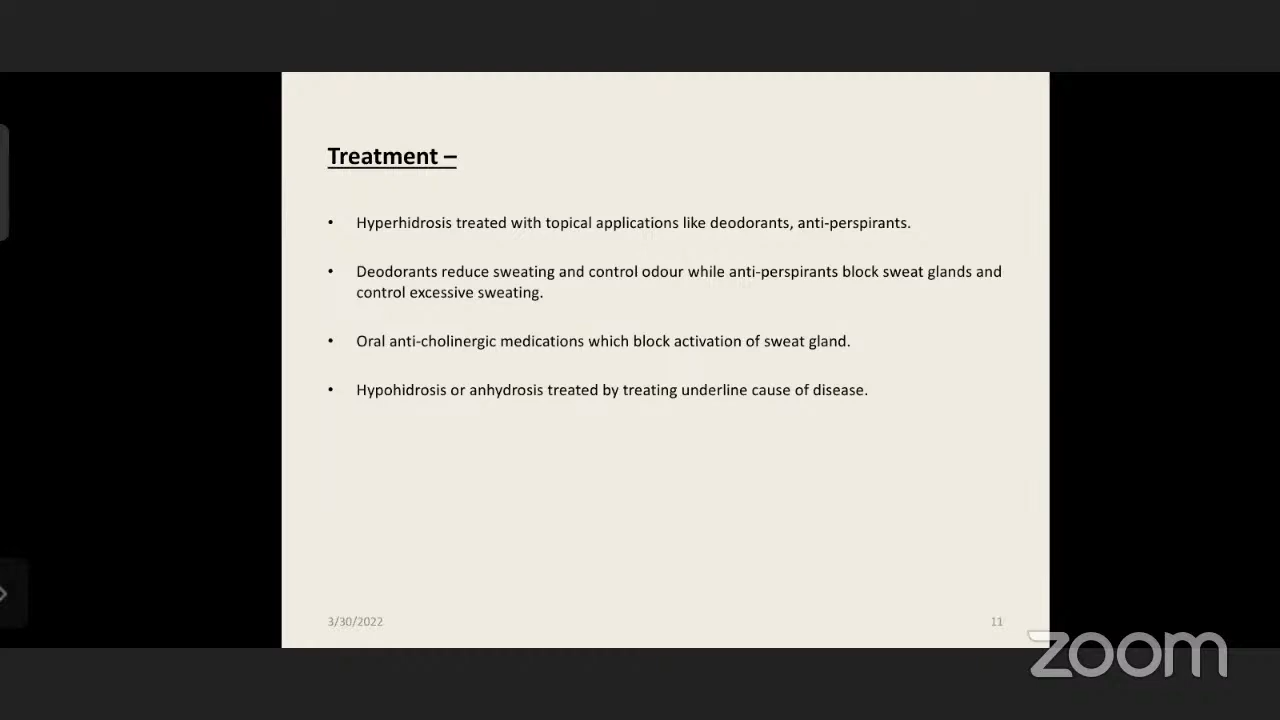 Treatment –
• Hyperhidrosis treated with topical applications like deodorants, anti-perspirants.
• Deodorants reduce sweating and control odour while anti-perspirants block sweat glands and
control excessive sweating.
• Oral anti-cholinergic medications which block activation of sweat gland.
• Hypohidrosis or anhydrosis treated by treating underline cause of disease.
3/30/2022
11
zoom